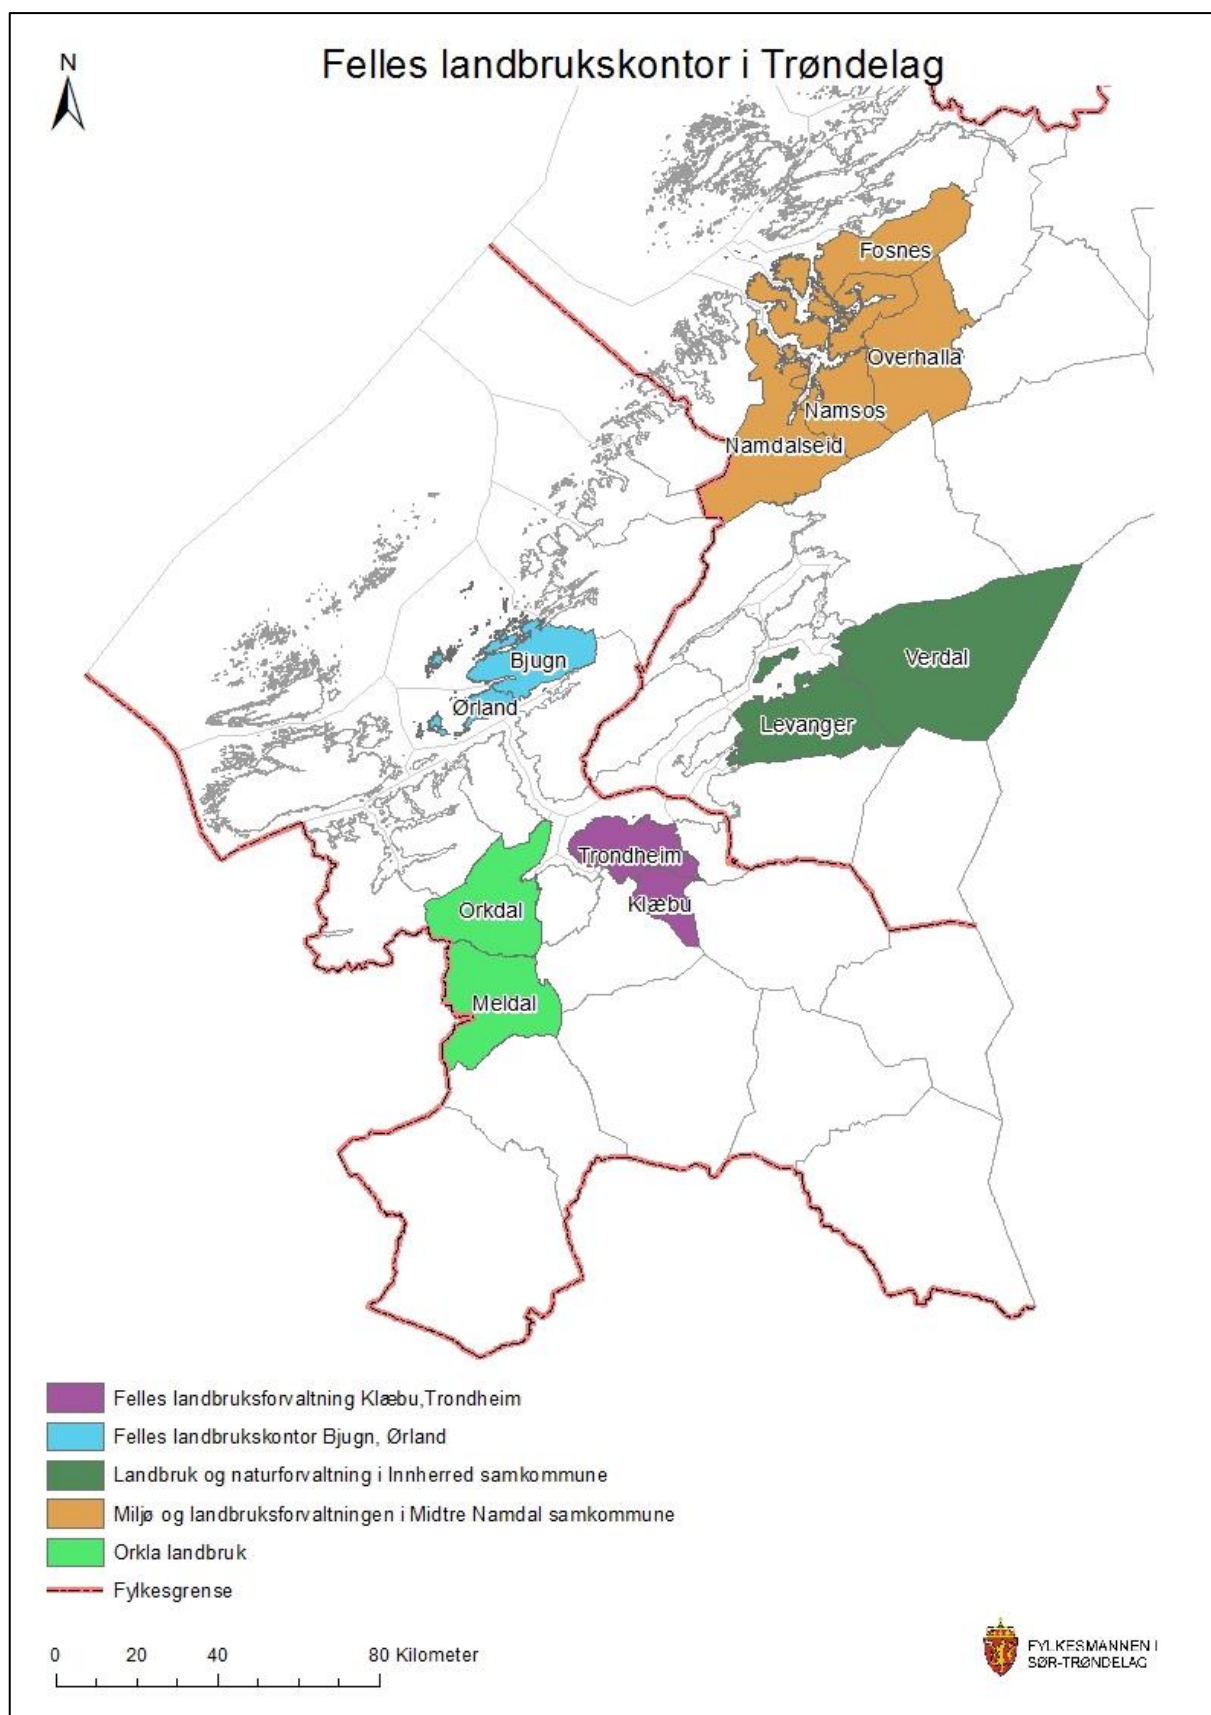 Felles landbrukskontor i Trøndelag
N
Fosnes
Overhalla
Namsos
Namdalseid
Verdal
Bjugn
Ørland
Levanger
Trondheim
Klæbu
Orkdal
Meldal
Felles landbruksforvaltning Klæbu,Trondheim
Felles landbrukskontor Bjugn, Ørland
Landbruk og naturforvaltning i Innherred samkommune
Miljø og landbruksforvaltningen i Midtre Namdal samkommune
Orkla landbruk
Fylkesgrense
0 20 40 80 Kilometer
FYLKESMANNEN I
SØR-TRØNDELAG